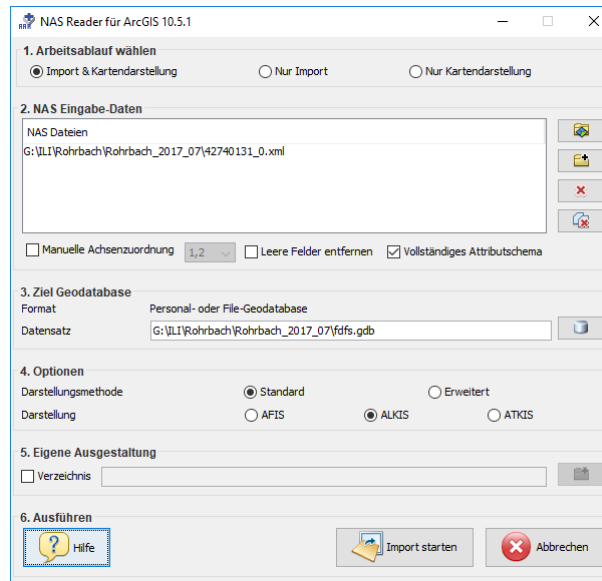 NAS Reader für ArcGIS 10.5.1
1. Arbeitsablauf wählen
Import & Kartendarstellung Nur Import Nur Kartendarstellung
2. NAS Eingabe-Daten
NAS Dateien
G:\ILI\Rohrbach\Rohrbach_2017_07\42740131_0.xml
Manuelle Achsenzuordnung 1,2 Leere Felder entfernen Vollständiges Attributschema
3. Ziel Geodatabase
Format Personal- oder File-Geodatabase
Datensatz G:\ILI\Rohrbach\Rohrbach_2017_07\fdfs.gdb
4. Optionen
Darstellungsmethode Standard Erweitert
Darstellung AFIS ALKIS ATKIS
5. Eigene Ausgestaltung
Verzeichnis
6. Ausführen
Hilfe Import starten Abbrechen